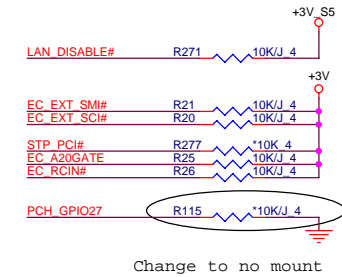 +3V_S5
LAN_DISABLE# R271 10K/J_4
+3V
EC_EXT_SMI# R21 10K/J_4
EC_EXT_SCI# R20 10K/J_4
STP_PCI# R277 *10K_4
EC_A20GATE R25 10K/J_4
EC_RCIN# R26 10K/J_4
PCH_GPIO27 R115 *10K/J_4
Change to no mount